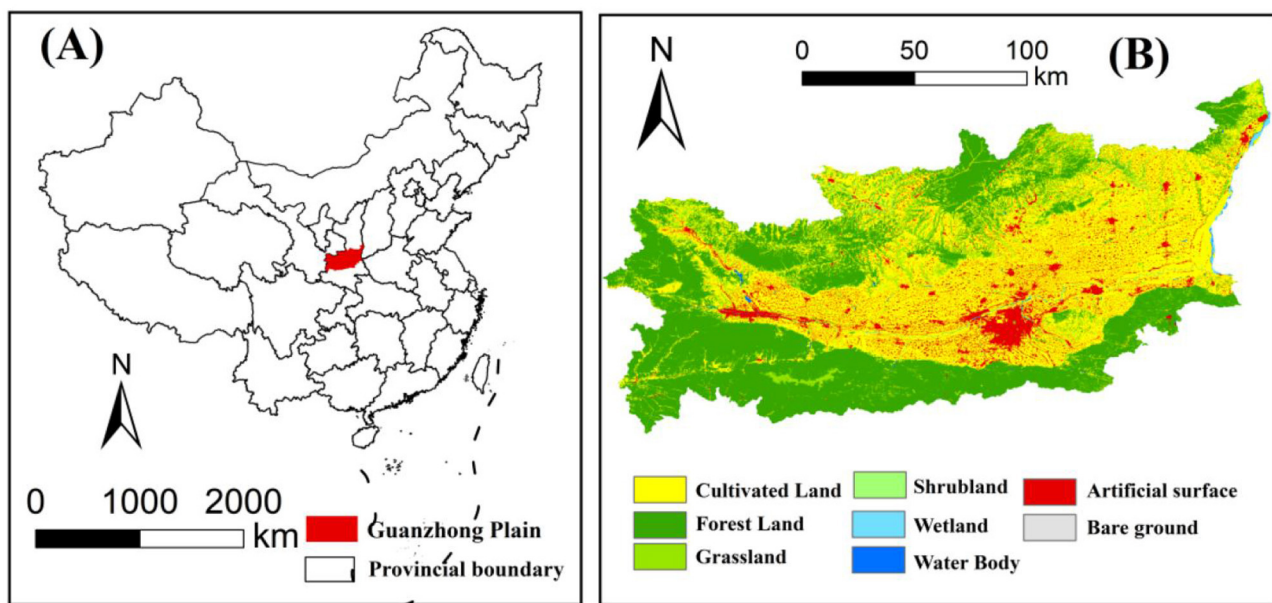 (A)
N
0 1000 2000
km
Guanzhong Plain
Provincial boundary
N
0 50 100
km
(B)
Cultivated Land
Forest Land
Grassland
Shrubland
Wetland
Water Body
Artificial surface
Bare ground